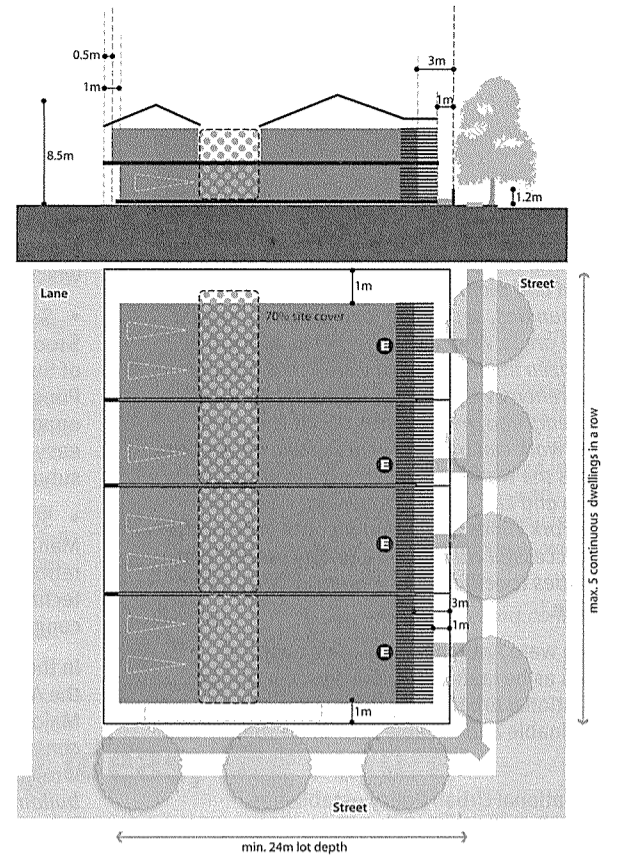 0.5m
3m
1m
1m
8.5m
1.2m
Lane
Street
1m
70% site cover
E
E
E
E
3m
1m
1m
max. 5 continuous dwellings in a row
Street
min. 24m lot depth